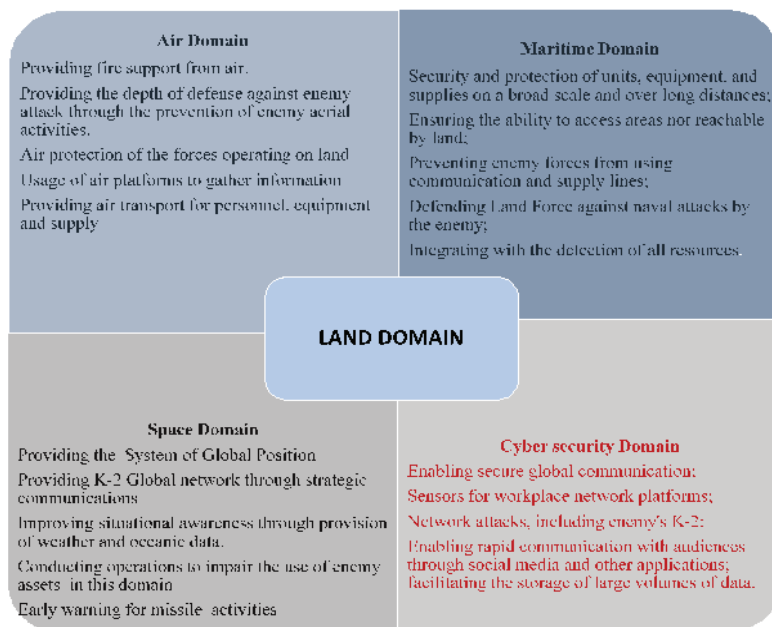 Air Domain
Providing fire support from air.
Providing the depth of defense against enemy
attack through the prevention of enemy aerial
activities.
Air protection of the forces operating on land
Usage of air platforms to gather information
Providing air transport for personnel, equipment
and supply
Maritime Domain
Security and protection of units, equipment, and
supplies on a broad scale and over long distances;
Ensuring the ability to access areas not reachable
by land;
Preventing enemy forces from using
communication and supply lines;
Defending Land Force against naval attacks by
the enemy;
Integrating with the detection of all resources.
LAND DOMAIN
Space Domain
Providing the System of Global Position
Providing K-2 Global network through strategic
communications
Improving situational awareness through provision
of weather and oceanic data.
Conducting operations to impair the use of enemy
assets in this domain
Early warning for missile activities
Cyber security Domain
Enabling secure global communication;
Sensors for workplace network platforms;
Network attacks, including enemy's K-2;
Enabling rapid communication with audiences
through social media and other applications;
facilitating the storage of large volumes of data.